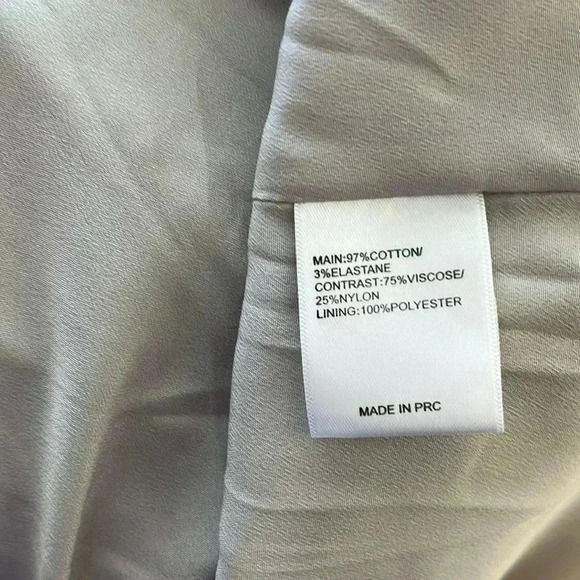 MAIN:97%COTTON/
3%ELASTANE
CONTRAST:75%VISCOSE/
25%NYLON
LINING:100%POLYESTER
MADE IN PRC